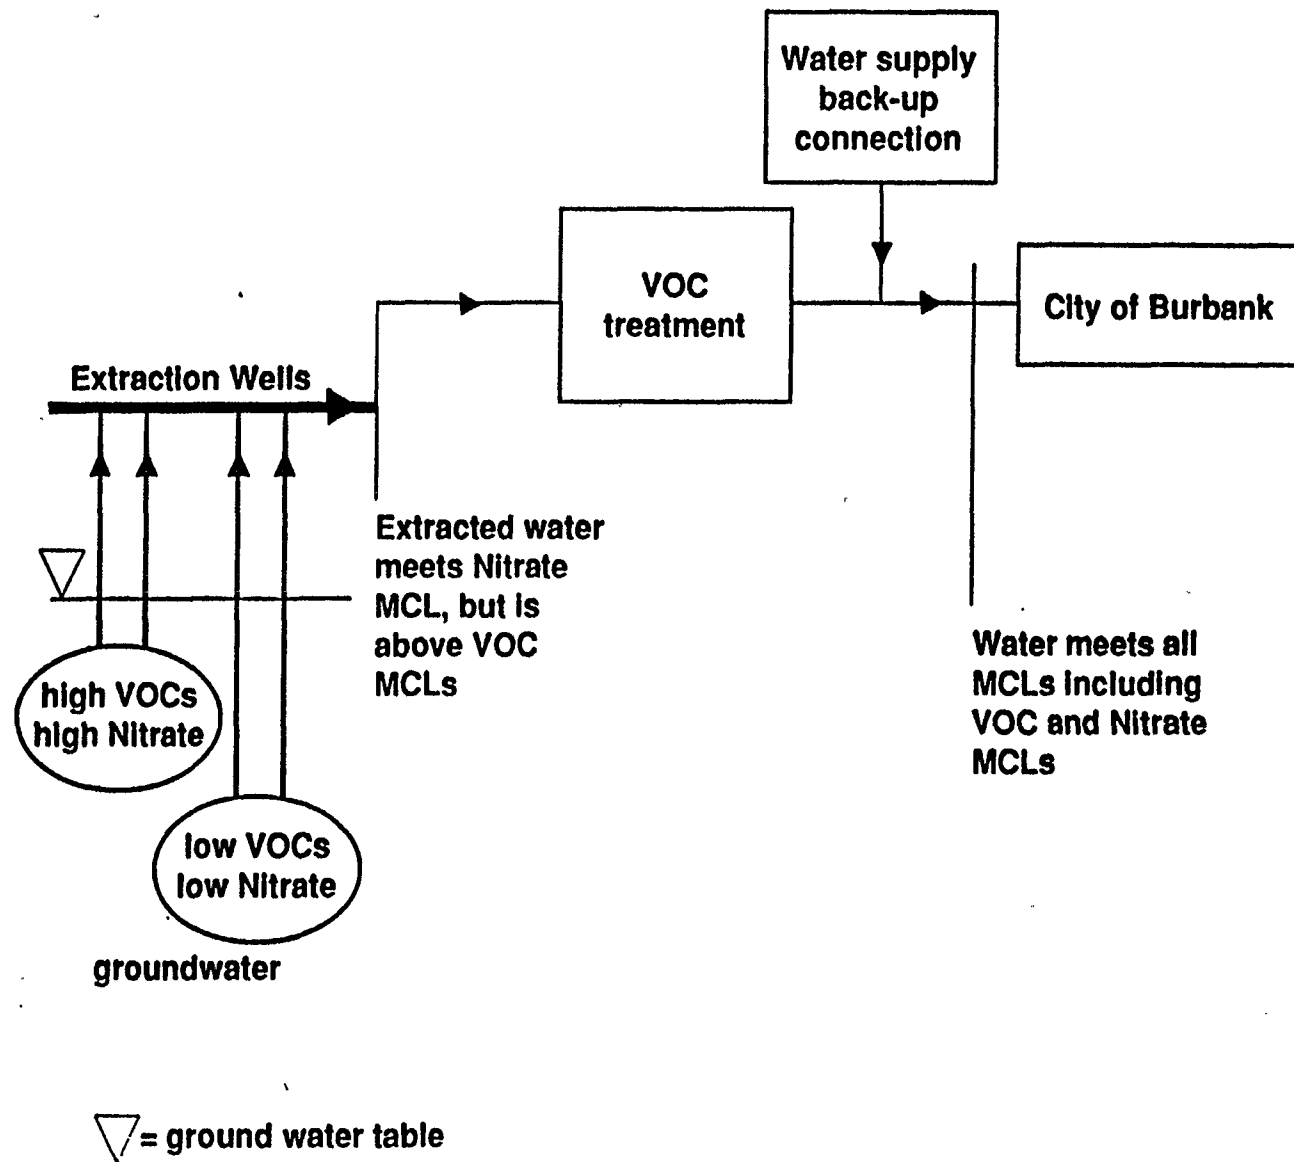 Water supply
back-up
connection
VOC
treatment
City of Burbank
Extraction Wells
Extracted water
meets Nitrate
MCL, but is
above VOC
MCLs
Water meets all
MCLs including
VOC and Nitrate
MCLs
high VOCs
high Nitrate
low VOCs
low Nitrate
groundwater
= ground water table